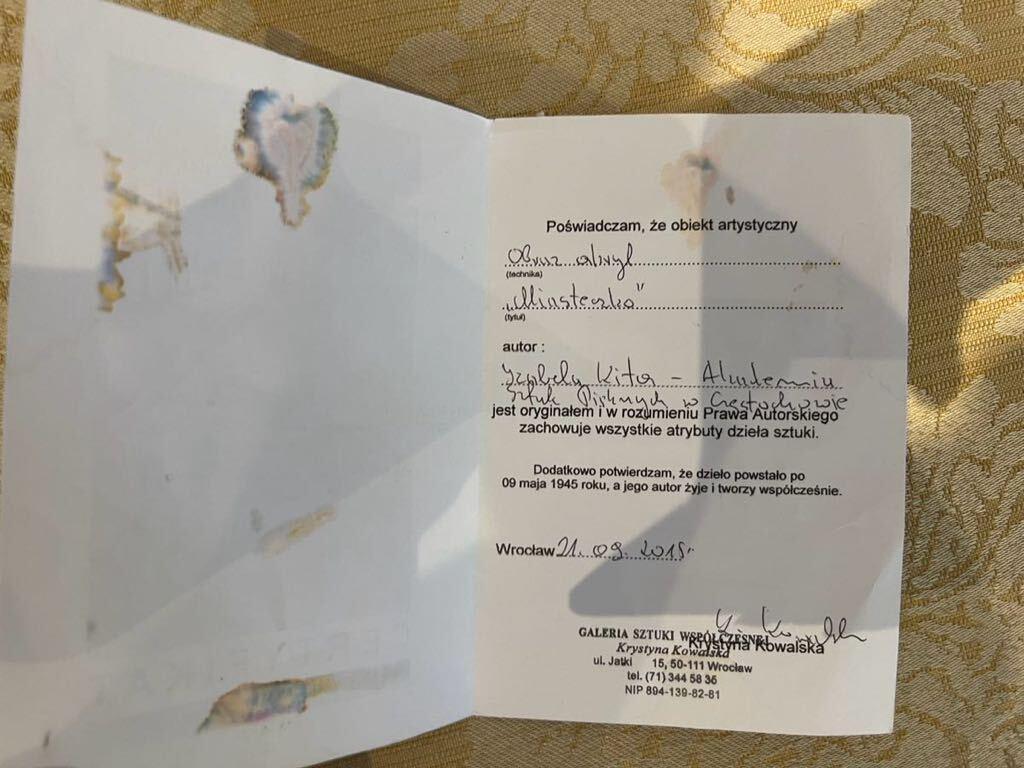 Poświadczam, że obiekt artystyczny
Obraz akryl
(technika)
„Miasteczko"
(tytuł)
autor :
Izabela Kita - Akademia
Sztuk Pięknych w Częstochowie
jest oryginałem i w rozumieniu Prawa Autorskiego
zachowuje wszystkie atrybuty dzieła sztuki.
Dodatkowo potwierdzam, że dzieło powstało po
09 maja 1945 roku, a jego autor żyje i tworzy współcześnie.
Wrocław 21.09.2015r.
K. Kowalska
GALERIA SZTUKI WSPÓŁCZESNEJ
Krystyna Kowalska
Krystyna Kowalska
ul. Jatki 15, 50-111 Wrocław
tel. (71) 344 58 36
NIP 894-139-82-81